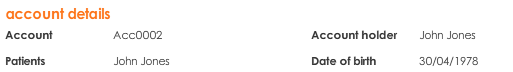 account details
Account Acc0002 Account holder John Jones
Patients John Jones Date of birth 30/04/1978